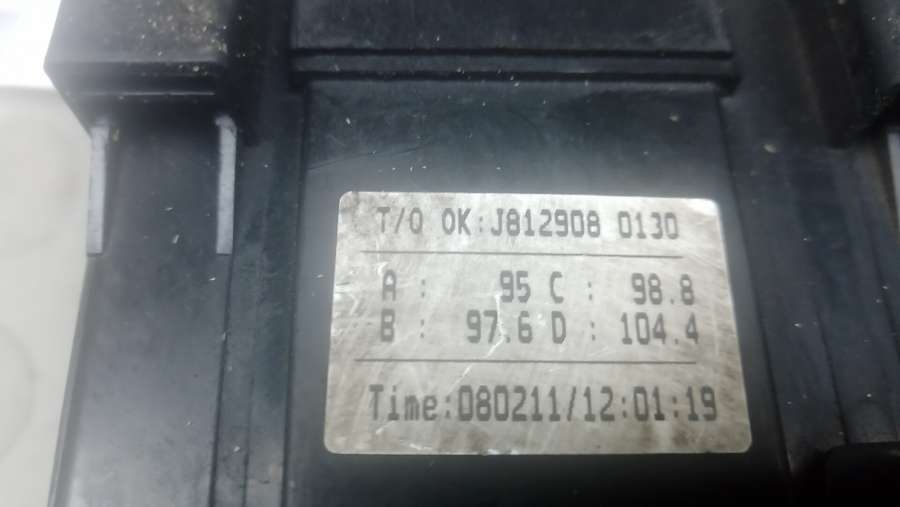 T/Q OK:J812908 0130
A : 95 C : 98.8
B : 97.6 D : 104.4
Time:080211/12:01:19